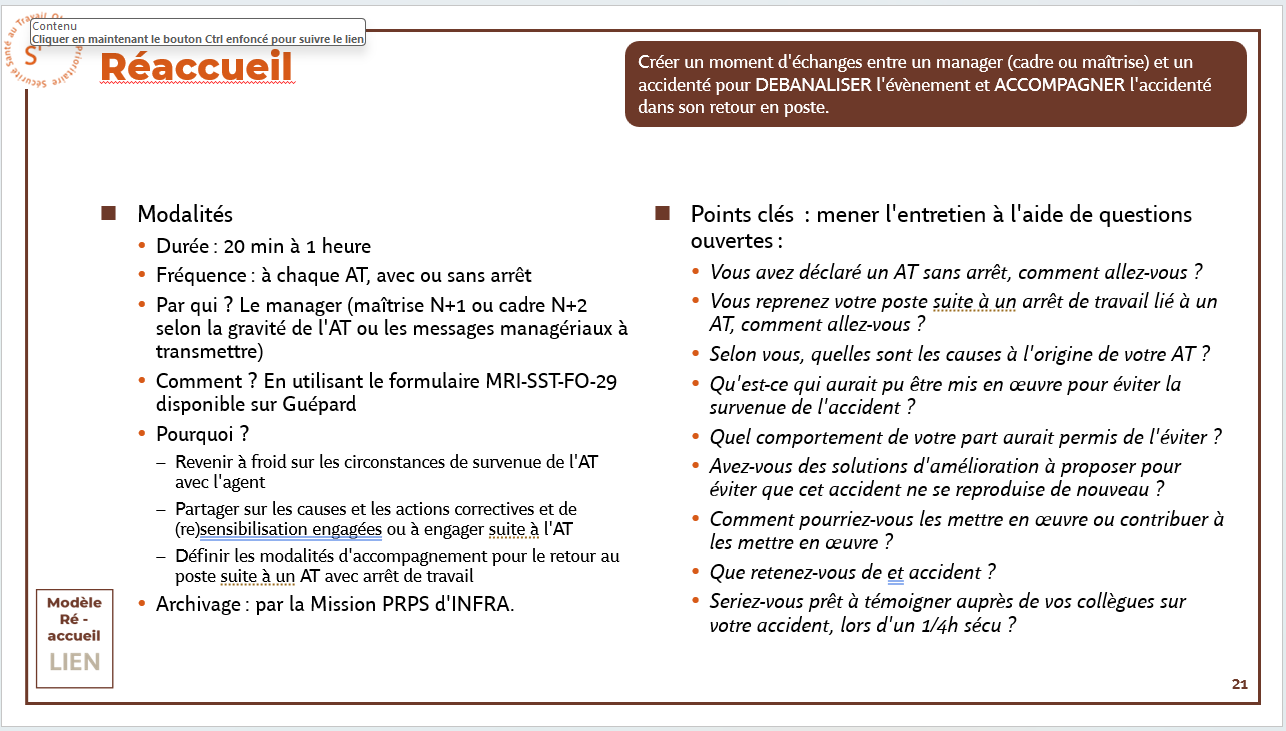 Contenu
Cliquer en maintenant le bouton Ctrl enfoncé pour suivre le lien
Santé au Travail
Prioritaire
Sécurité
Réaccueil
Créer un moment d'échanges entre un manager (cadre ou maîtrise) et un
accidenté pour DEBANALISER l'évènement et ACCOMPAGNER l'accidenté
dans son retour en poste.
Modalités
Durée : 20 min à 1 heure
Fréquence : à chaque AT, avec ou sans arrêt
Par qui ? Le manager (maîtrise N+1 ou cadre N+2
selon la gravité de l'AT ou les messages managériaux à
transmettre)
Comment ? En utilisant le formulaire MRI-SST-FO-29
disponible sur Guépard
Pourquoi ?
– Revenir à froid sur les circonstances de survenue de l'AT
avec l'agent
– Partager sur les causes et les actions correctives et de
(re)sensibilisation engagées ou à engager suite à l'AT
– Définir les modalités d'accompagnement pour le retour au
poste suite à un AT avec arrêt de travail
Archivage : par la Mission PRPS d'INFRA.
Modèle
Ré -
accueil
LIEN
Points clés : mener l'entretien à l'aide de questions
ouvertes :
Vous avez déclaré un AT sans arrêt, comment allez-vous ?
Vous reprenez votre poste suite à un arrêt de travail lié à un
AT, comment allez-vous ?
Selon vous, quelles sont les causes à l'origine de votre AT ?
Qu'est-ce qui aurait pu être mis en œuvre pour éviter la
survenue de l'accident ?
Quel comportement de votre part aurait permis de l'éviter ?
Avez-vous des solutions d'amélioration à proposer pour
éviter que cet accident ne se reproduise de nouveau ?
Comment pourriez-vous les mettre en œuvre ou contribuer à
les mettre en œuvre ?
Que retenez-vous de et accident ?
Seriez-vous prêt à témoigner auprès de vos collègues sur
votre accident, lors d'un 1/4h sécu ?
21